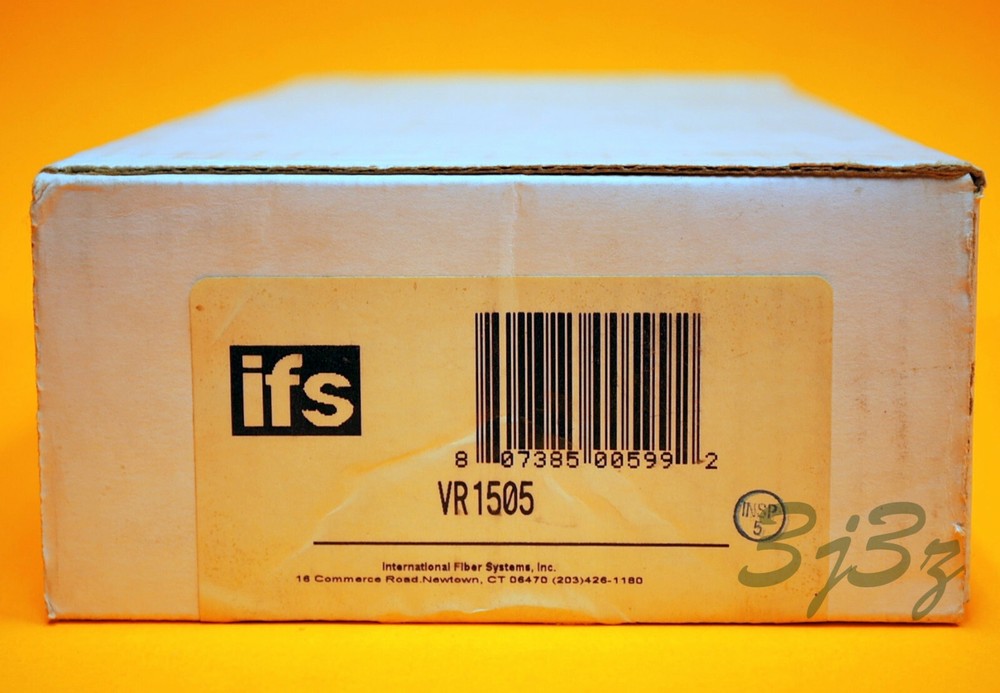 ifs
8 07385 00599 2
VR1505
INSP
5
International Fiber Systems, Inc.
16 Commerce Road.Newtown, CT 06470 (203)426-1180
3j3z